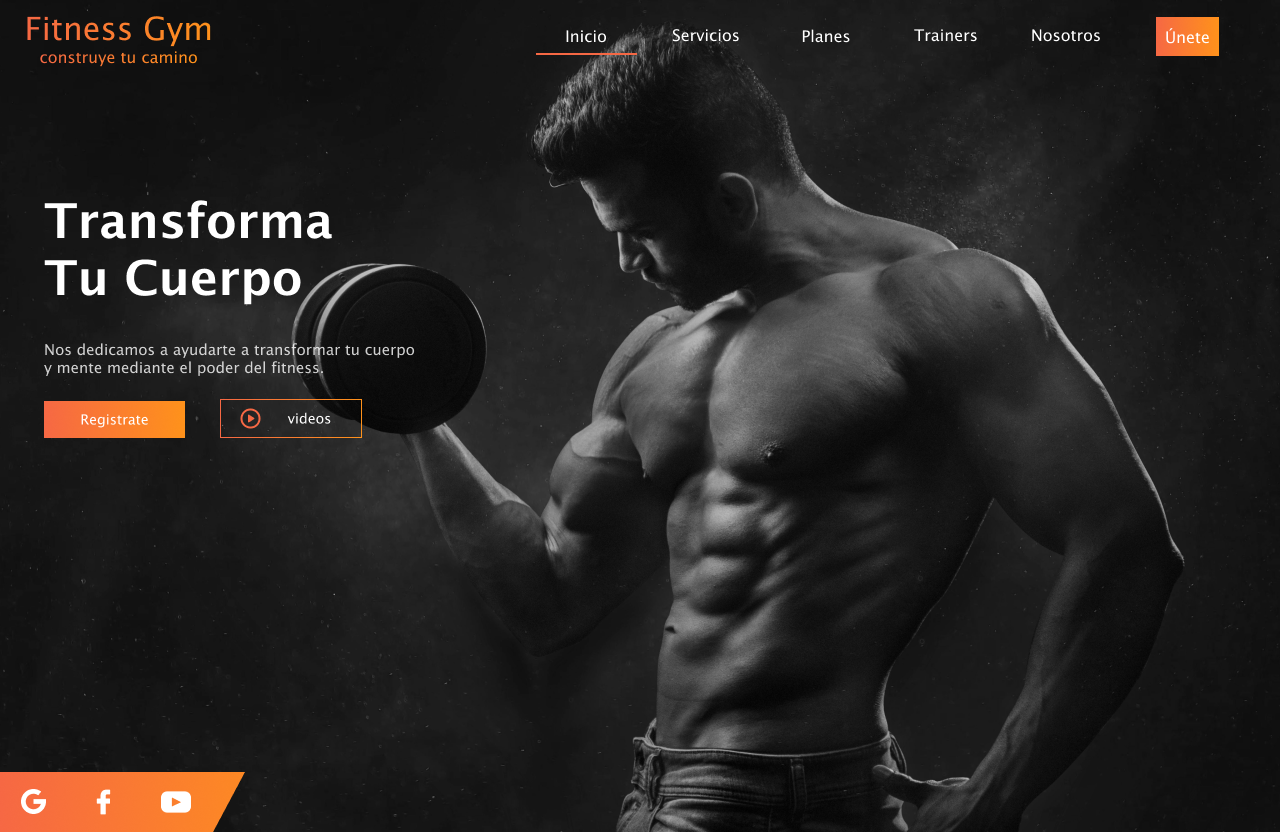 Fitness Gym
construye tu camino
Inicio
Servicios
Planes
Trainers
Nosotros
Únete
Transforma
Tu Cuerpo
Nos dedicamos a ayudarte a transformar tu cuerpo
y mente mediante el poder del fitness.
Registrate
videos